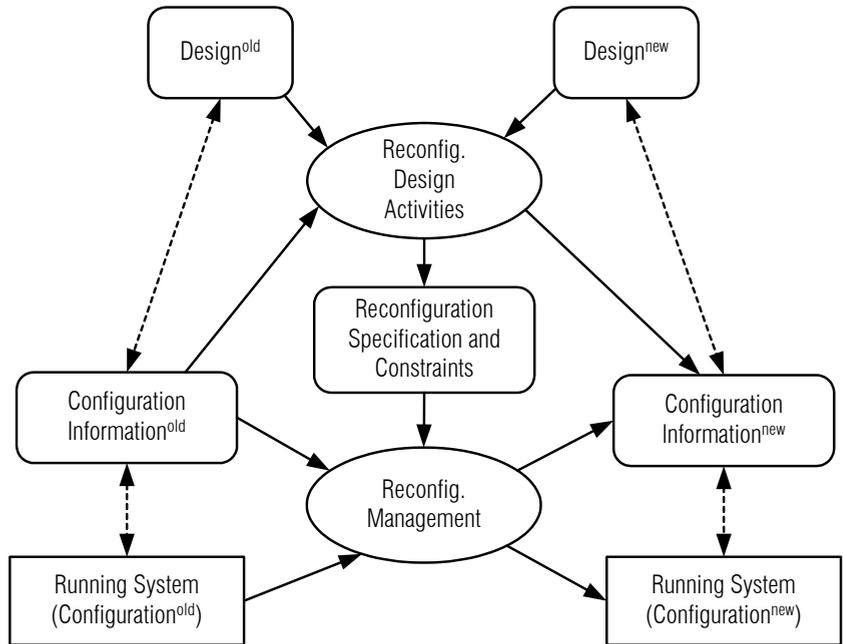 Design^old
Design^new
Reconfig.
Design
Activities
Reconfiguration
Specification and
Constraints
Configuration
Information^old
Configuration
Information^new
Reconfig.
Management
Running System
(Configuration^old)
Running System
(Configuration^new)